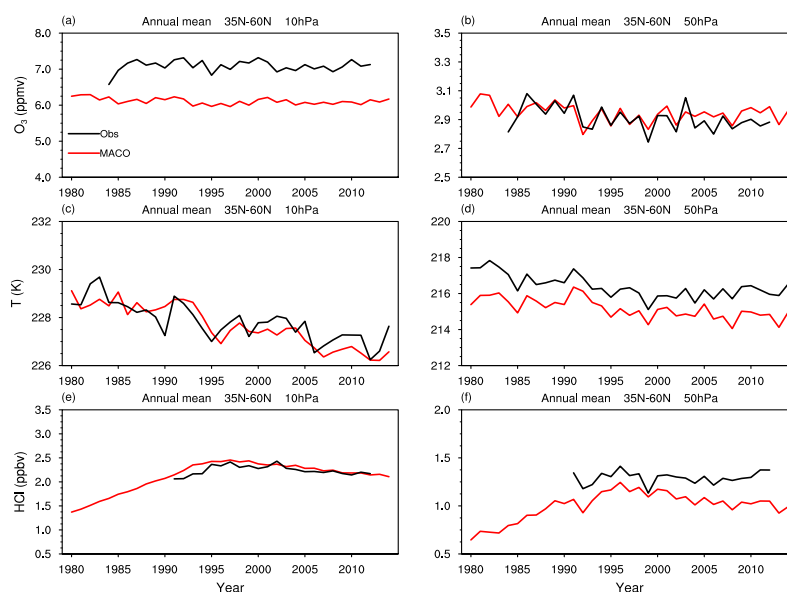 (a) Annual mean 35N-60N 10hPa
8.0
7.0
6.0
5.0
4.0
O3 (ppmv)
Obs
MACO
1980 1985 1990 1995 2000 2005 2010
(b) Annual mean 35N-60N 50hPa
3.5
3.3
3.1
2.9
2.7
2.5
1980 1985 1990 1995 2000 2005 2010
(c) Annual mean 35N-60N 10hPa
232
230
228
226
T (K)
1980 1985 1990 1995 2000 2005 2010
(d) Annual mean 35N-60N 50hPa
220
218
216
214
212
1980 1985 1990 1995 2000 2005 2010
(e) Annual mean 35N-60N 10hPa
3.5
3.0
2.5
2.0
1.5
1.0
0.5
HCl (ppbv)
1980 1985 1990 1995 2000 2005 2010
Year
(f) Annual mean 35N-60N 50hPa
2.0
1.5
1.0
0.5
1980 1985 1990 1995 2000 2005 2010
Year